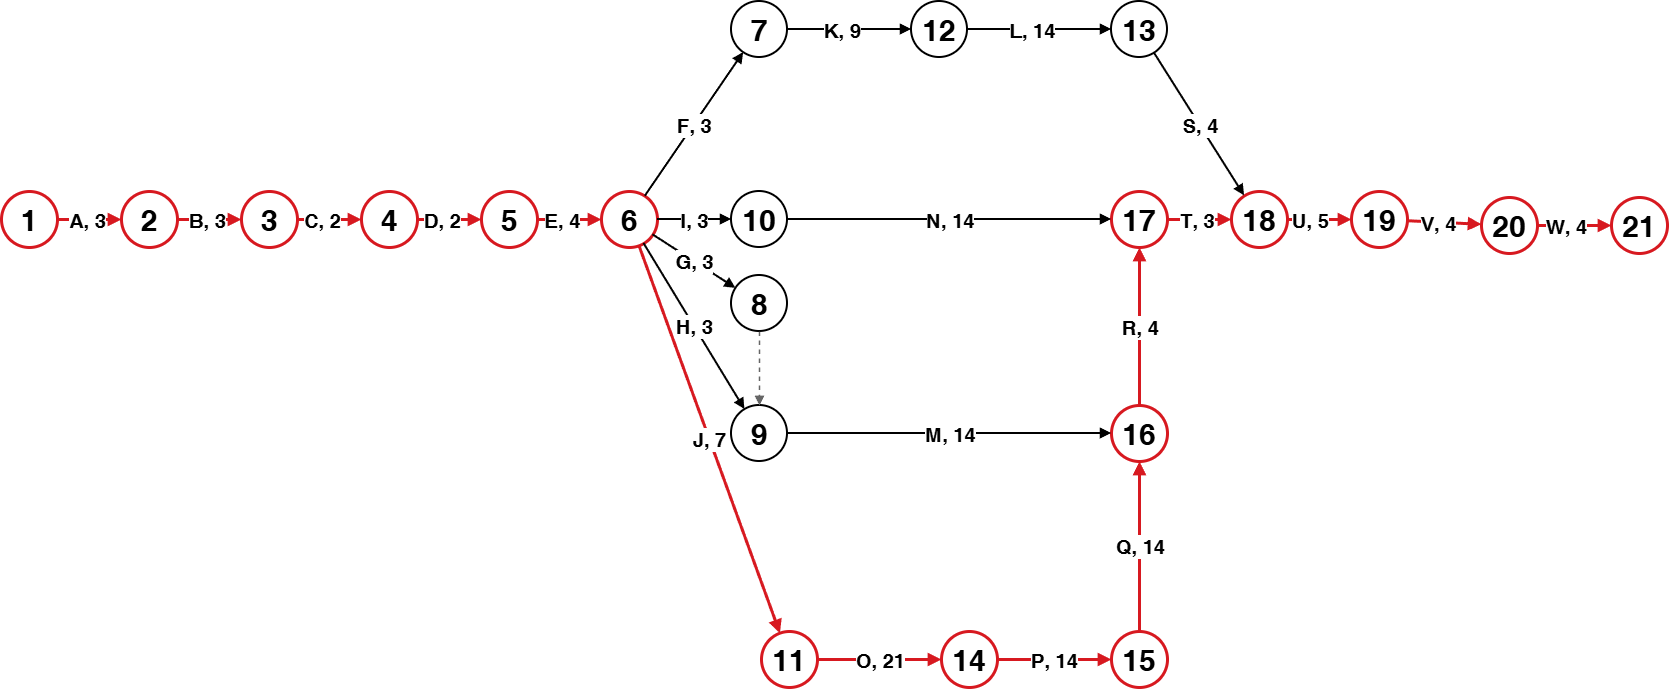 7
K, 9
12
L, 14
13
F, 3
S, 4
1
A, 3
2
B, 3
3
C, 2
4
D, 2
5
E, 4
6
I, 3
10
N, 14
17
T, 3
18
U, 5
19
V, 4
20
W, 4
21
G, 3
8
H, 3
R, 4
J, 7
9
M, 14
16
Q, 14
11
O, 21
14
P, 14
15